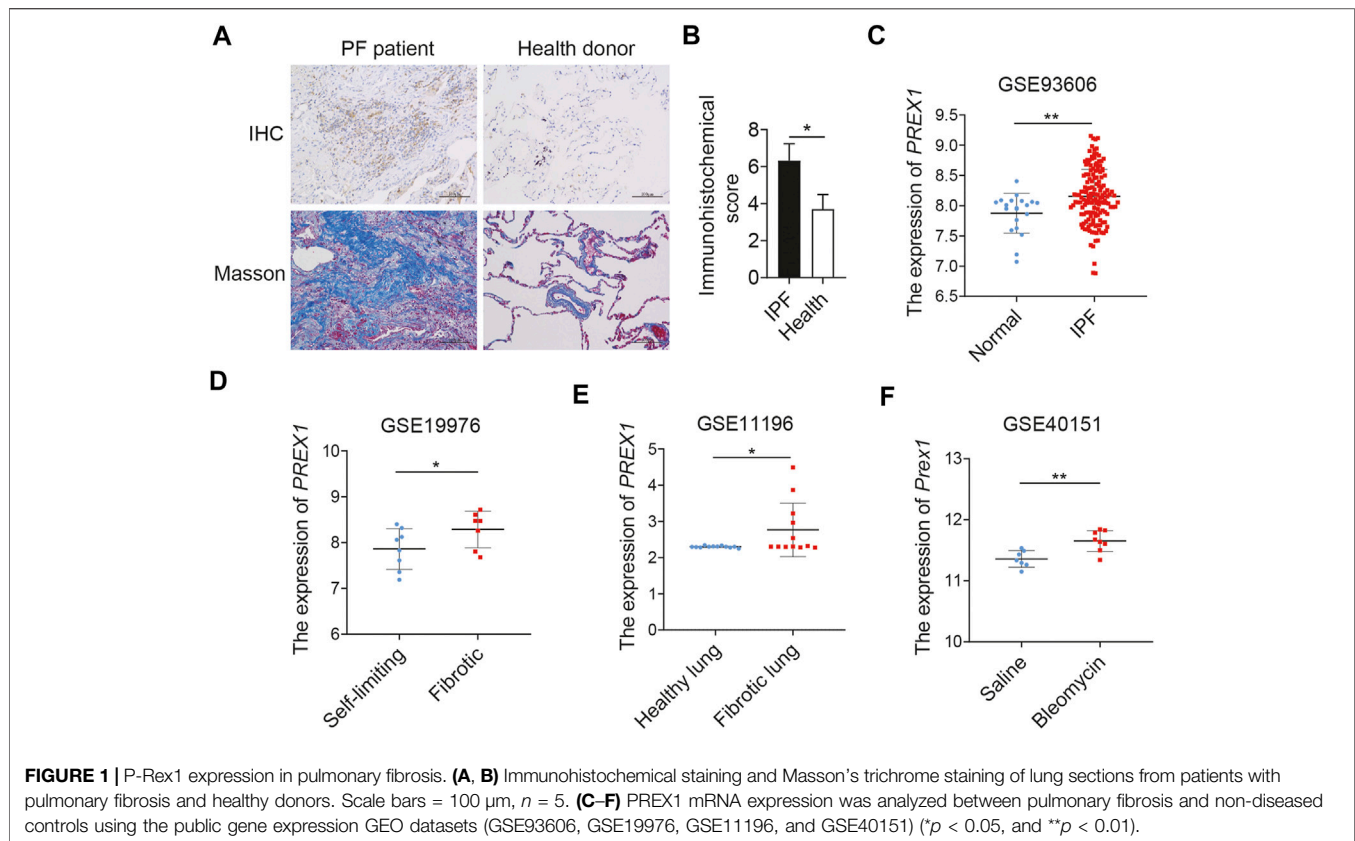 A
PF patient
Health donor
IHC
Masson
B
Immunohistochemical
score
8
6
4
2
0
*
IPF
Health
C
GSE93606
The expression of PREX1
9.5
9.0
8.5
8.0
7.5
7.0
6.5
**
Normal
IPF
D
GSE19976
The expression of PREX1
10
9
8
7
6
*
Self-limiting
Fibrotic
E
GSE11196
The expression of PREX1
5
4
3
2
1
0
*
Healthy lung
Fibrotic lung
F
GSE40151
The expression of Prex1
13
12
11
10
**
Saline
Bleomycin
FIGURE 1 | P-Rex1 expression in pulmonary fibrosis. (A, B) Immunohistochemical staining and Masson's trichrome staining of lung sections from patients with
pulmonary fibrosis and healthy donors. Scale bars = 100 µm, n = 5. (C–F) PREX1 mRNA expression was analyzed between pulmonary fibrosis and non-diseased
controls using the public gene expression GEO datasets (GSE93606, GSE19976, GSE11196, and GSE40151) (*p < 0.05, and **p < 0.01).